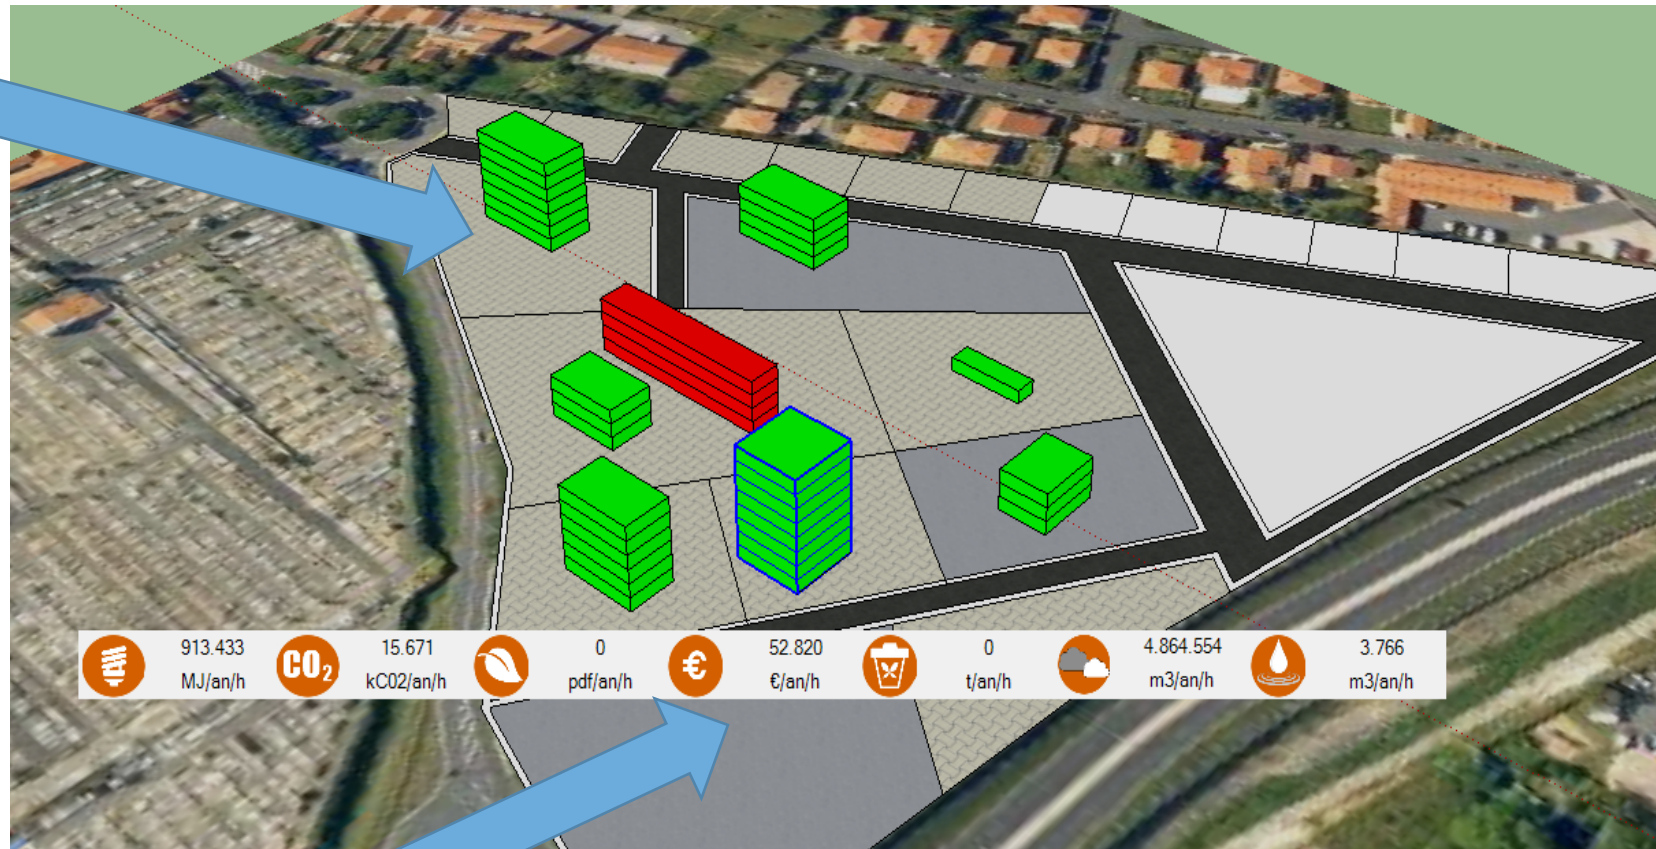 913.433
MJ/an/h
CO2
15.671
kC02/an/h
0
pdf/an/h
€
52.820
€/an/h
0
t/an/h
4.864.554
m3/an/h
3.766
m3/an/h